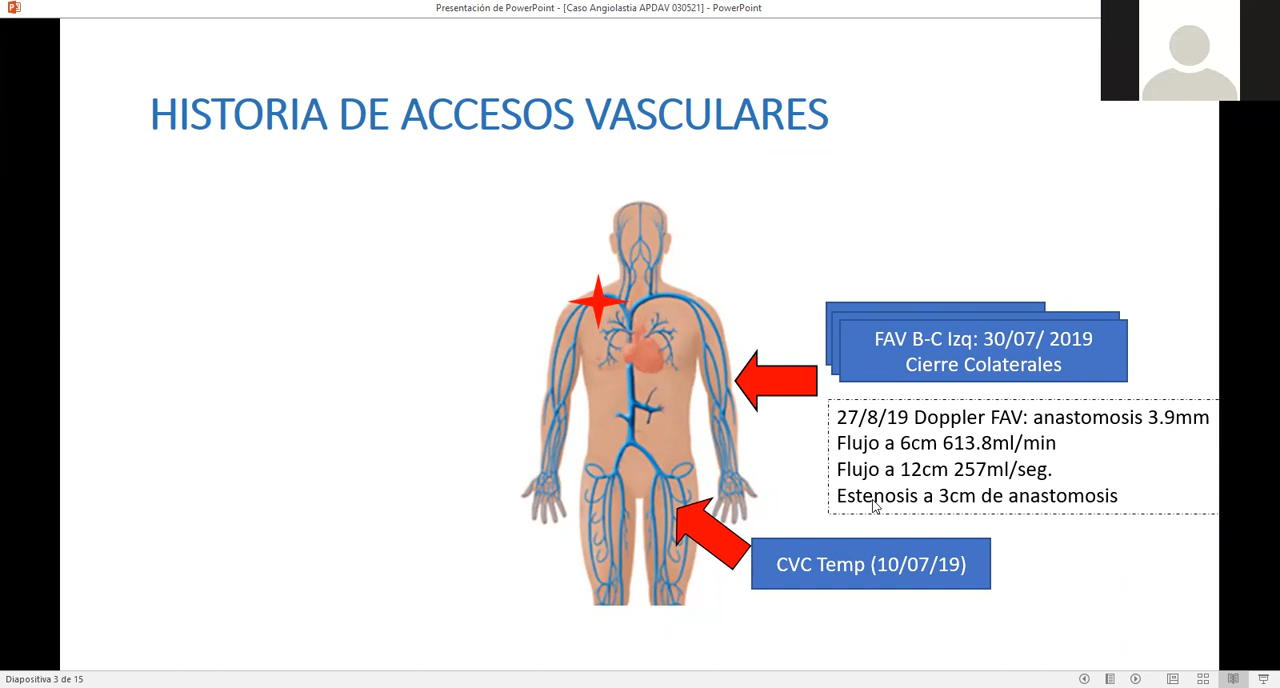 Presentación de PowerPoint - [Caso Angiolastia APDAV 030521] - PowerPoint
HISTORIA DE ACCESOS VASCULARES
FAV B-C Izq: 30/07/ 2019
Cierre Colaterales
27/8/19 Doppler FAV: anastomosis 3.9mm
Flujo a 6cm 613.8ml/min
Flujo a 12cm 257ml/seg.
Estenosis a 3cm de anastomosis
CVC Temp (10/07/19)
Diapositiva 3 de 15